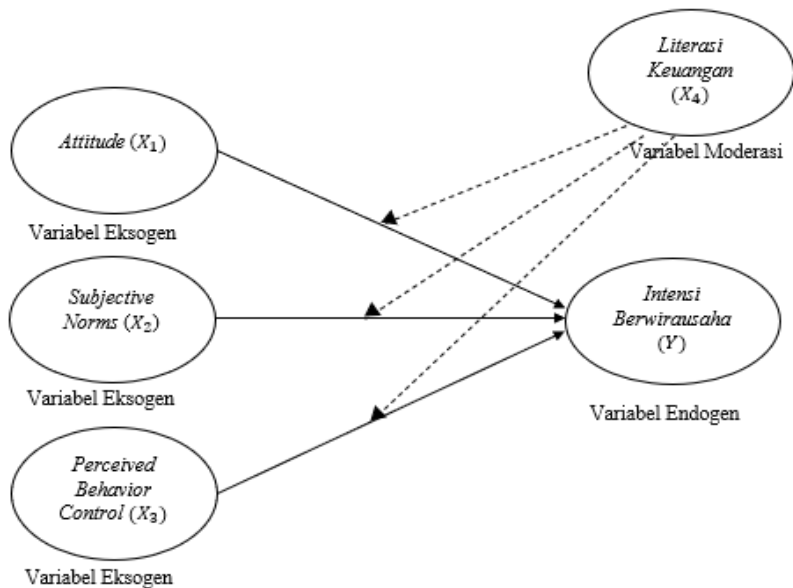 Literasi
Keuangan
(X₄)
Variabel Moderasi
Attitude (X₁)
Variabel Eksogen
Subjective
Norms (X₂)
Variabel Eksogen
Intensi
Berwirausaha
(Y)
Variabel Endogen
Perceived
Behavior
Control (X₃)
Variabel Eksogen